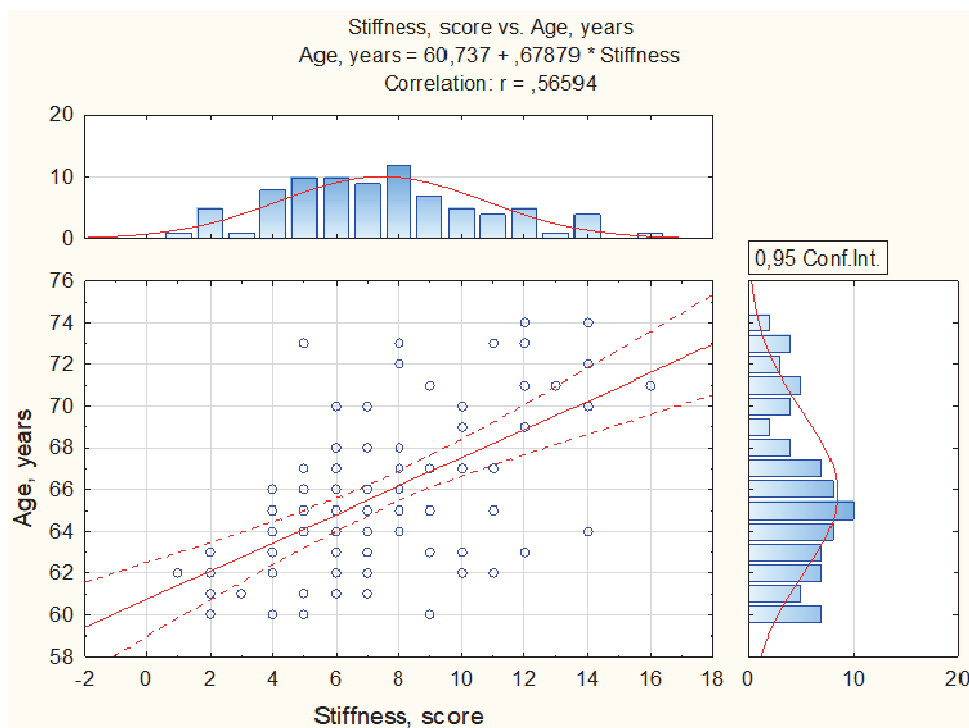 Stiffness, score vs. Age, years
Age, years = 60,737 + ,67879 * Stiffness
Correlation: r = ,56594
20
10
0
0,95 Conf.Int.
76
74
72
70
68
66
64
62
60
58
Age, years
-2 0 2 4 6 8 10 12 14 16 18
0 10 20
Stiffness, score